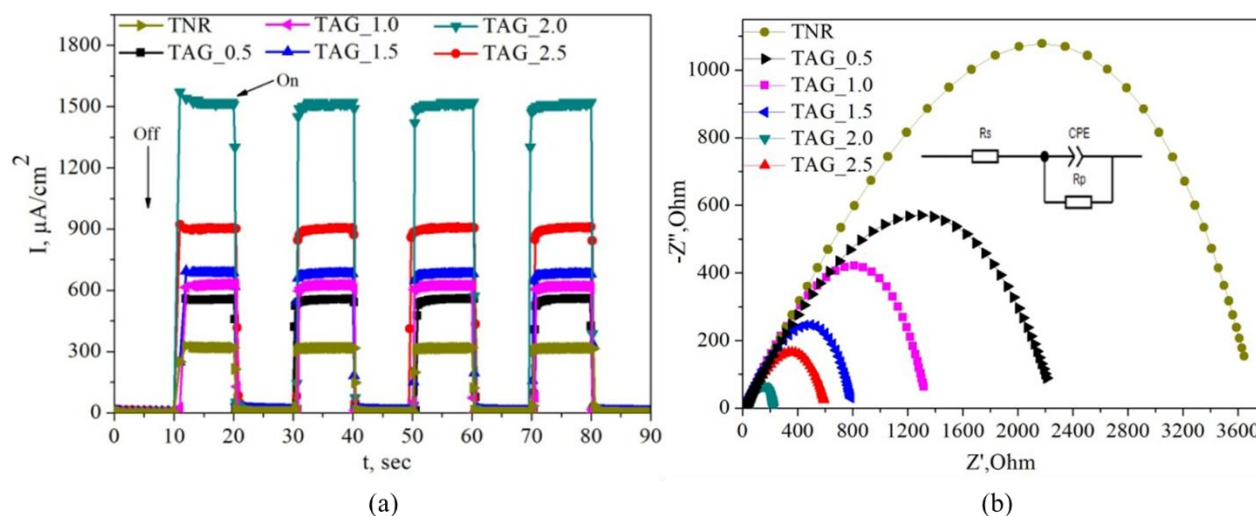 TNR TAG_1.0 TAG_2.0
TAG_0.5 TAG_1.5 TAG_2.5
On
Off
I, µA/cm²
1800
1500
1200
900
600
300
0
0 10 20 30 40 50 60 70 80 90
t, sec
(a)
TNR
TAG_0.5
TAG_1.0
TAG_1.5
TAG_2.0
TAG_2.5
Rs CPE
Rp
-Z",Ohm
1000
800
600
400
200
0
0 400 800 1200 1600 2000 2400 2800 3200 3600
Z',Ohm
(b)